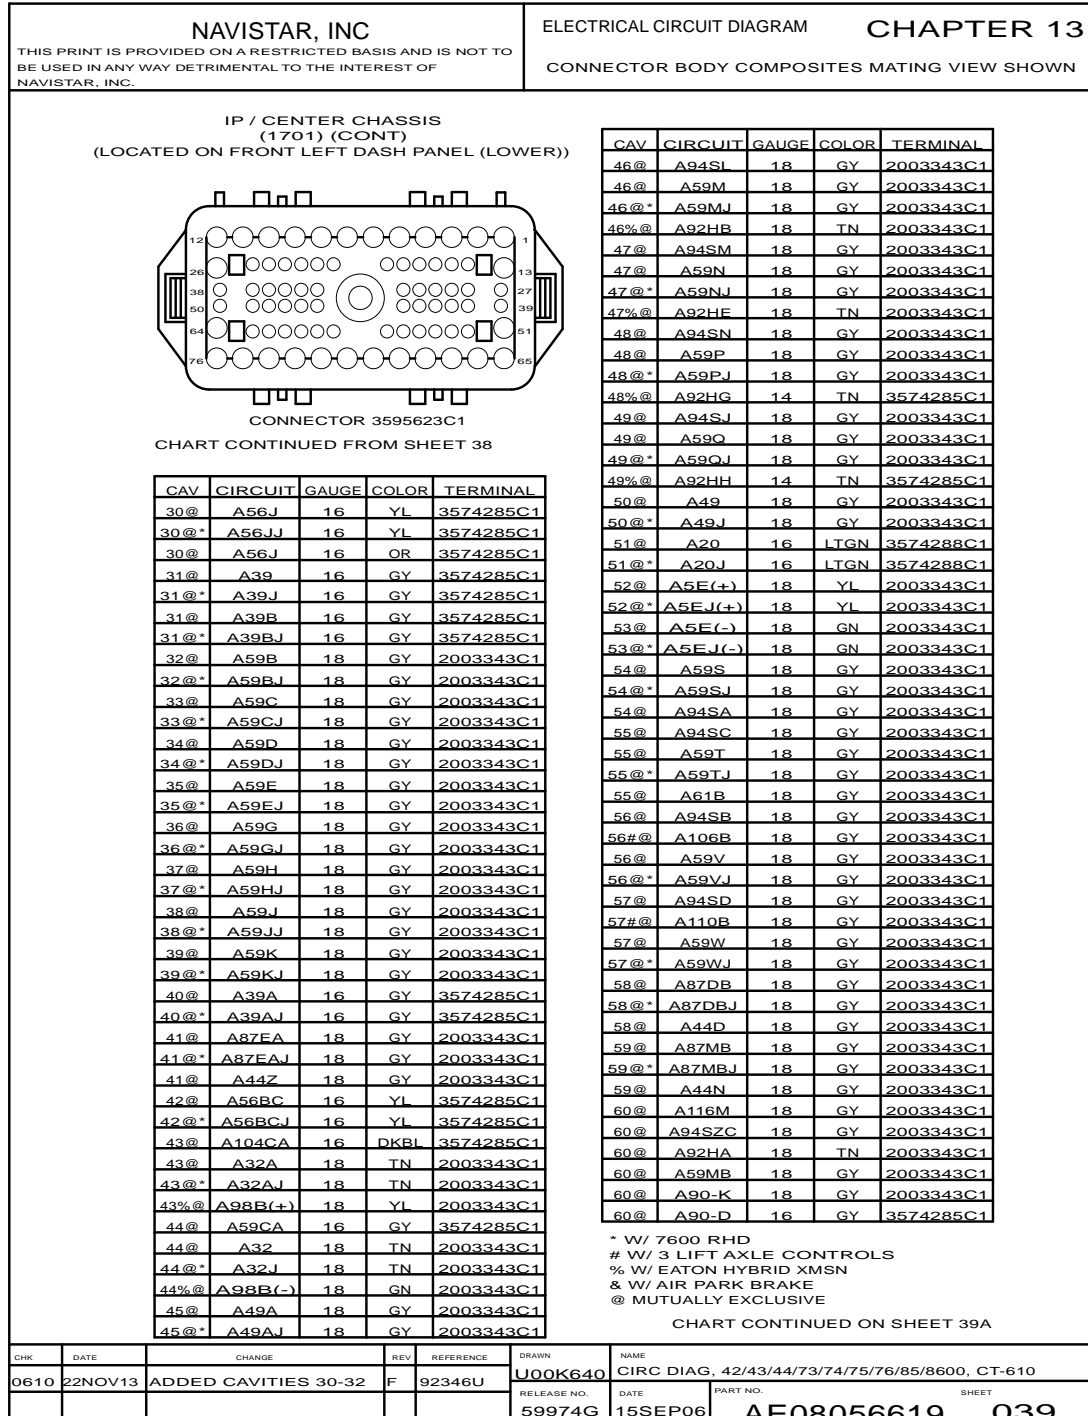 NAVISTAR, INC
THIS PRINT IS PROVIDED ON A RESTRICTED BASIS AND IS NOT TO
BE USED IN ANY WAY DETRIMENTAL TO THE INTEREST OF
NAVISTAR, INC.
ELECTRICAL CIRCUIT DIAGRAM CHAPTER 13
CONNECTOR BODY COMPOSITES MATING VIEW SHOWN
IP / CENTER CHASSIS
(1701) (CONT)
(LOCATED ON FRONT LEFT DASH PANEL (LOWER))
12 1
26 13
38 27
50 39
64 51
76 65
CONNECTOR 3595623C1
CHART CONTINUED FROM SHEET 38
CAV CIRCUIT GAUGE COLOR TERMINAL
30@ A56J 16 YL 3574285C1
30@* A56JJ 16 YL 3574285C1
30@ A56J 16 OR 3574285C1
31@ A39 16 GY 3574285C1
31@* A39J 16 GY 3574285C1
31@ A39B 16 GY 3574285C1
31@* A39BJ 16 GY 3574285C1
32@ A59B 18 GY 2003343C1
32@* A59BJ 18 GY 2003343C1
33@ A59C 18 GY 2003343C1
33@* A59CJ 18 GY 2003343C1
34@ A59D 18 GY 2003343C1
34@* A59DJ 18 GY 2003343C1
35@ A59E 18 GY 2003343C1
35@* A59EJ 18 GY 2003343C1
36@ A59G 18 GY 2003343C1
36@* A59GJ 18 GY 2003343C1
37@ A59H 18 GY 2003343C1
37@* A59HJ 18 GY 2003343C1
38@ A59J 18 GY 2003343C1
38@* A59JJ 18 GY 2003343C1
39@ A59K 18 GY 2003343C1
39@* A59KJ 18 GY 2003343C1
40@ A39A 16 GY 3574285C1
40@* A39AJ 16 GY 3574285C1
41@ A87EA 18 GY 2003343C1
41@* A87EAJ 18 GY 2003343C1
41@ A44Z 18 GY 2003343C1
42@ A56BC 16 YL 3574285C1
42@* A56BCJ 16 YL 3574285C1
43@ A104CA 16 DKBL 3574285C1
43@ A32A 18 TN 2003343C1
43@* A32AJ 18 TN 2003343C1
43%@ A98B(+) 18 YL 2003343C1
44@ A59CA 16 GY 3574285C1
44@ A32 18 TN 2003343C1
44@* A32J 18 TN 2003343C1
44%@ A98B(-) 18 GN 2003343C1
45@ A49A 18 GY 2003343C1
45@* A49AJ 18 GY 2003343C1
CAV CIRCUIT GAUGE COLOR TERMINAL
46@ A94SL 18 GY 2003343C1
46@ A59M 18 GY 2003343C1
46@* A59MJ 18 GY 2003343C1
46%@ A92HB 18 TN 2003343C1
47@ A94SM 18 GY 2003343C1
47@ A59N 18 GY 2003343C1
47@* A59NJ 18 GY 2003343C1
47%@ A92HE 18 TN 2003343C1
48@ A94SN 18 GY 2003343C1
48@ A59P 18 GY 2003343C1
48@* A59PJ 18 GY 2003343C1
48%@ A92HG 14 TN 3574285C1
49@ A94SJ 18 GY 2003343C1
49@ A59Q 18 GY 2003343C1
49@* A59QJ 18 GY 2003343C1
49%@ A92HH 14 TN 3574285C1
50@ A49 18 GY 2003343C1
50@* A49J 18 GY 2003343C1
51@ A20 16 LTGN 3574288C1
51@* A20J 16 LTGN 3574288C1
52@ A5E(+) 18 YL 2003343C1
52@* A5EJ(+) 18 YL 2003343C1
53@ A5E(-) 18 GN 2003343C1
53@* A5EJ(-) 18 GN 2003343C1
54@ A59S 18 GY 2003343C1
54@* A59SJ 18 GY 2003343C1
54@ A94SA 18 GY 2003343C1
55@ A94SC 18 GY 2003343C1
55@ A59T 18 GY 2003343C1
55@* A59TJ 18 GY 2003343C1
55@ A61B 18 GY 2003343C1
56@ A94SB 18 GY 2003343C1
56#@ A106B 18 GY 2003343C1
56@ A59V 18 GY 2003343C1
56@* A59VJ 18 GY 2003343C1
57@ A94SD 18 GY 2003343C1
57#@ A110B 18 GY 2003343C1
57@ A59W 18 GY 2003343C1
57@* A59WJ 18 GY 2003343C1
58@ A87DB 18 GY 2003343C1
58@* A87DBJ 18 GY 2003343C1
58@ A44D 18 GY 2003343C1
59@ A87MB 18 GY 2003343C1
59@* A87MBJ 18 GY 2003343C1
59@ A44N 18 GY 2003343C1
60@ A116M 18 GY 2003343C1
60@ A94SZC 18 GY 2003343C1
60@ A92HA 18 TN 2003343C1
60@ A59MB 18 GY 2003343C1
60@ A90-K 18 GY 2003343C1
60@ A90-D 16 GY 3574285C1
* W/ 7600 RHD
# W/ 3 LIFT AXLE CONTROLS
% W/ EATON HYBRID XMSN
& W/ AIR PARK BRAKE
@ MUTUALLY EXCLUSIVE
CHART CONTINUED ON SHEET 39A
CHK DATE CHANGE REV REFERENCE DRAWN NAME
0610 22NOV13 ADDED CAVITIES 30-32 F 92346U U00K640 CIRC DIAG, 42/43/44/73/74/75/76/85/8600, CT-610
RELEASE NO. DATE PART NO. SHEET
59974G 15SEP06 AE08056619 039